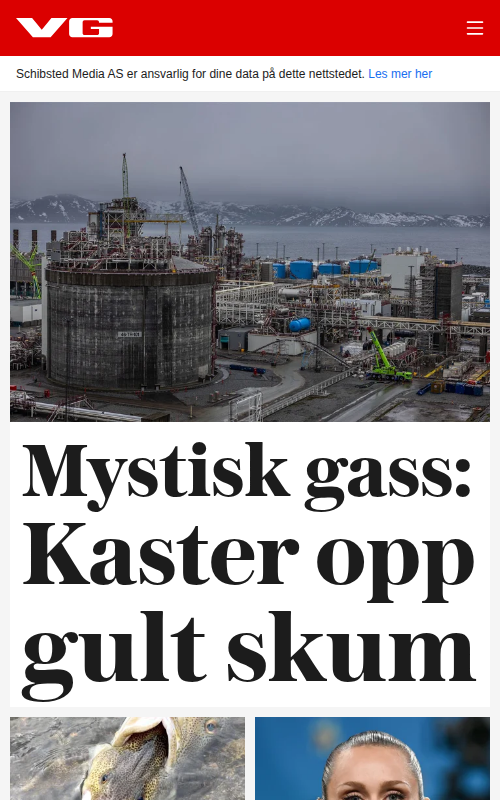 VG
Schibsted Media AS er ansvarlig for dine data på dette nettstedet. Les mer her
Mystisk gass:
Kaster opp
gult skum